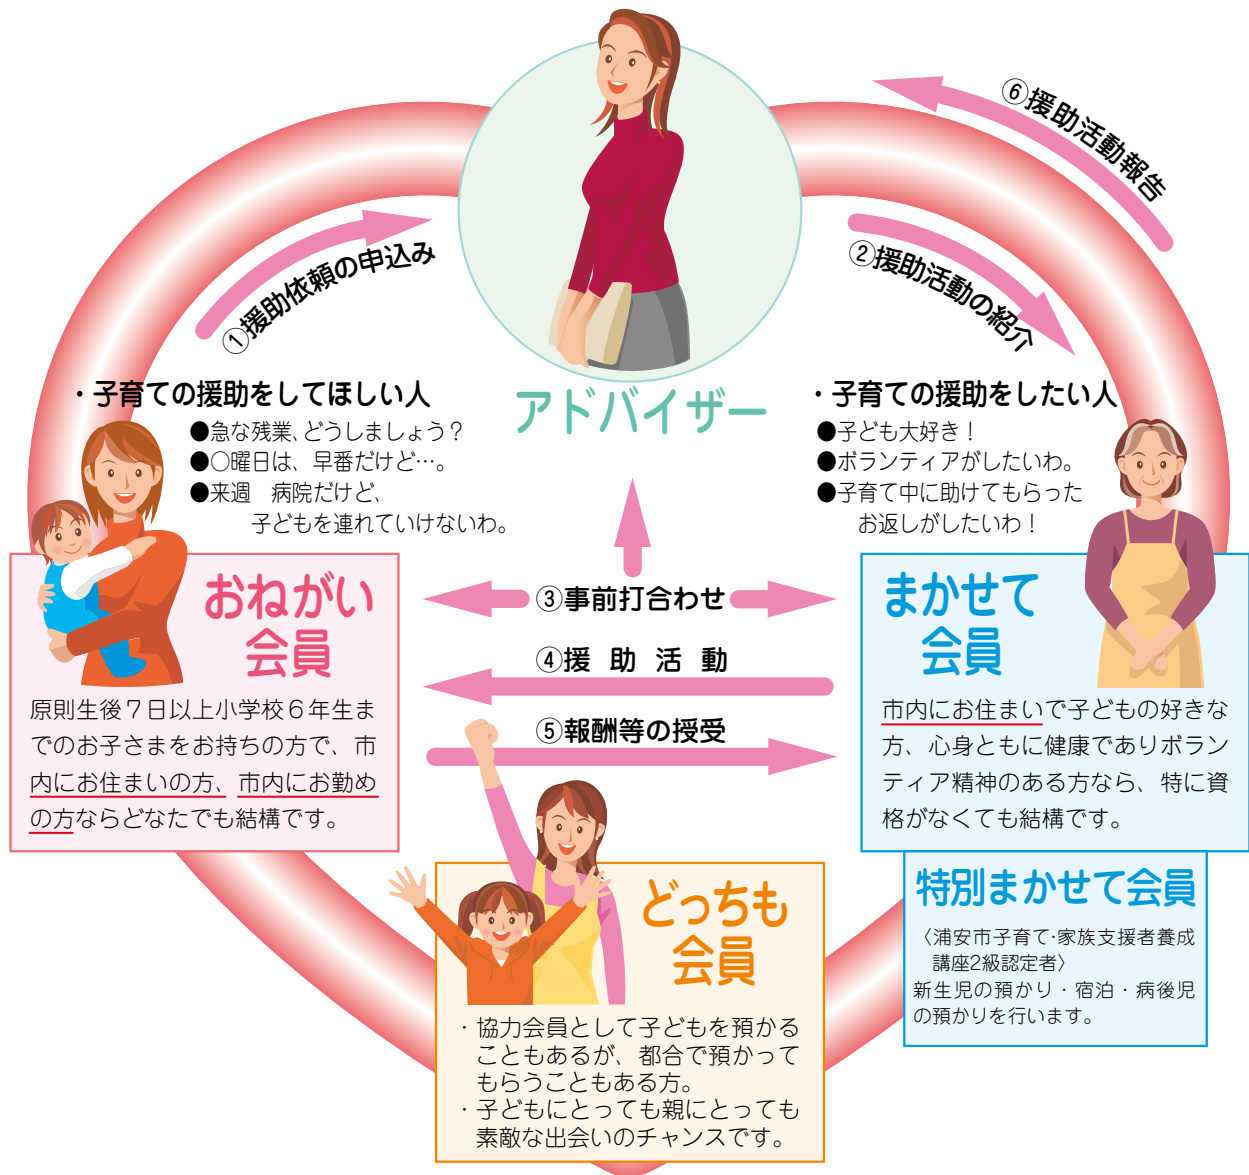 ⑥援助活動報告
①援助依頼の申込み
②援助活動の紹介
アドバイザー
・子育ての援助をしてほしい人
●急な残業、どうしましょう？
●〇曜日は、早番だけど…。
●来週　病院だけど、
子どもを連れていけないわ。
・子育ての援助をしたい人
●子ども大好き！
●ボランティアがしたいわ。
●子育て中に助けてもらった
お返しがしたいわ！
おねがい
会員
原則生後７日以上小学校６年生ま
でのお子さまをお持ちの方で、市
内にお住まいの方、市内にお勤め
の方ならどなたでも結構です。
③事前打合わせ
④援助活動
⑤報酬等の授受
まかせて
会員
市内にお住まいで子どもの好きな
方、心身ともに健康でありボラン
ティア精神のある方なら、特に資
格がなくても結構です。
特別まかせて会員
〈浦安市子育て・家族支援者養成
講座2級認定者〉
新生児の預かり・宿泊・病後児
の預かりを行います。
どっちも
会員
・協力会員として子どもを預かる
こともあるが、都合で預かって
もらうこともある方。
・子どもにとっても親にとっても
素敵な出会いのチャンスです。